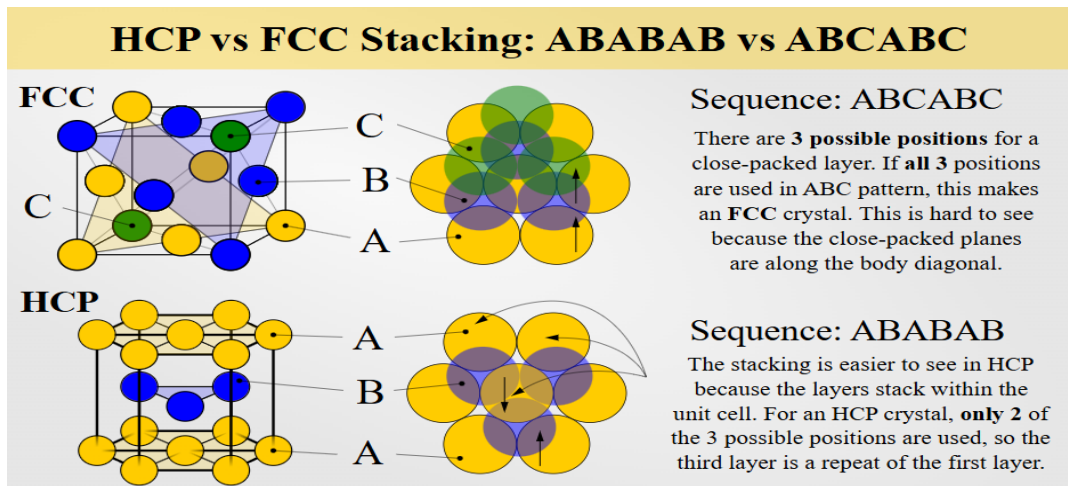 HCP vs FCC Stacking: ABABAB vs ABCABC
FCC
C
B
A
C
Sequence: ABCABC
There are 3 possible positions for a
close-packed layer. If all 3 positions
are used in ABC pattern, this makes
an FCC crystal. This is hard to see
because the close-packed planes
are along the body diagonal.
HCP
A
B
A
Sequence: ABABAB
The stacking is easier to see in HCP
because the layers stack within the
unit cell. For an HCP crystal, only 2 of
the 3 possible positions are used, so the
third layer is a repeat of the first layer.